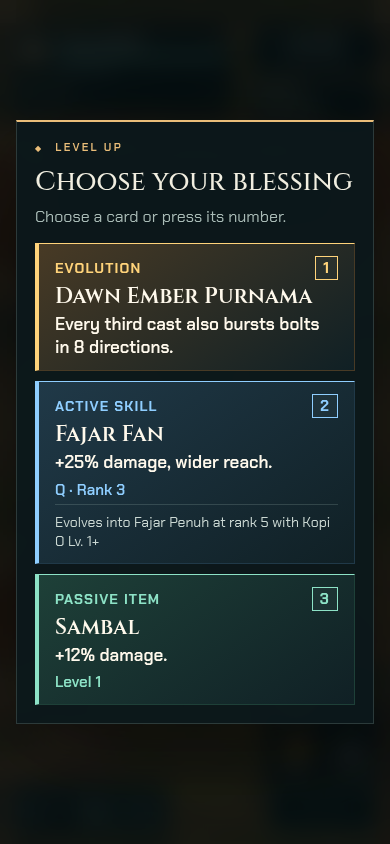 LEVEL UP
CHOOSE YOUR BLESSING
Choose a card or press its number.
EVOLUTION
1
DAWN EMBER PURNAMA
Every third cast also bursts bolts
in 8 directions.
ACTIVE SKILL
2
FAJAR FAN
+25% damage, wider reach.
Q · Rank 3
Evolves into Fajar Penuh at rank 5 with Kopi
O Lv. 1+
PASSIVE ITEM
3
SAMBAL
+12% damage.
Level 1